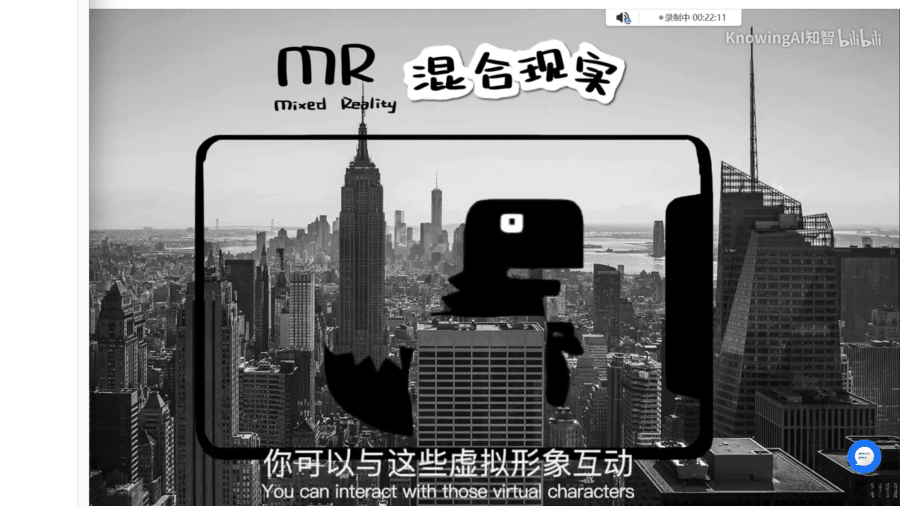 录制中 00:22:11
KnowingAI知智 bilibili
MR 混合现实
Mixed Reality
你可以与这些虚拟形象互动
You can interact with those virtual characters